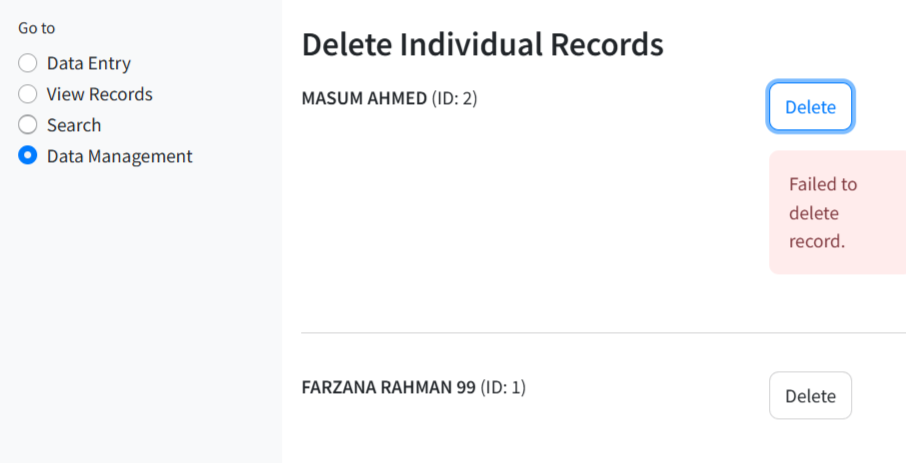 Go to
Data Entry
View Records
Search
Data Management
Delete Individual Records
MASUM AHMED (ID: 2)
Delete
Failed to
delete
record.
FARZANA RAHMAN 99 (ID: 1)
Delete